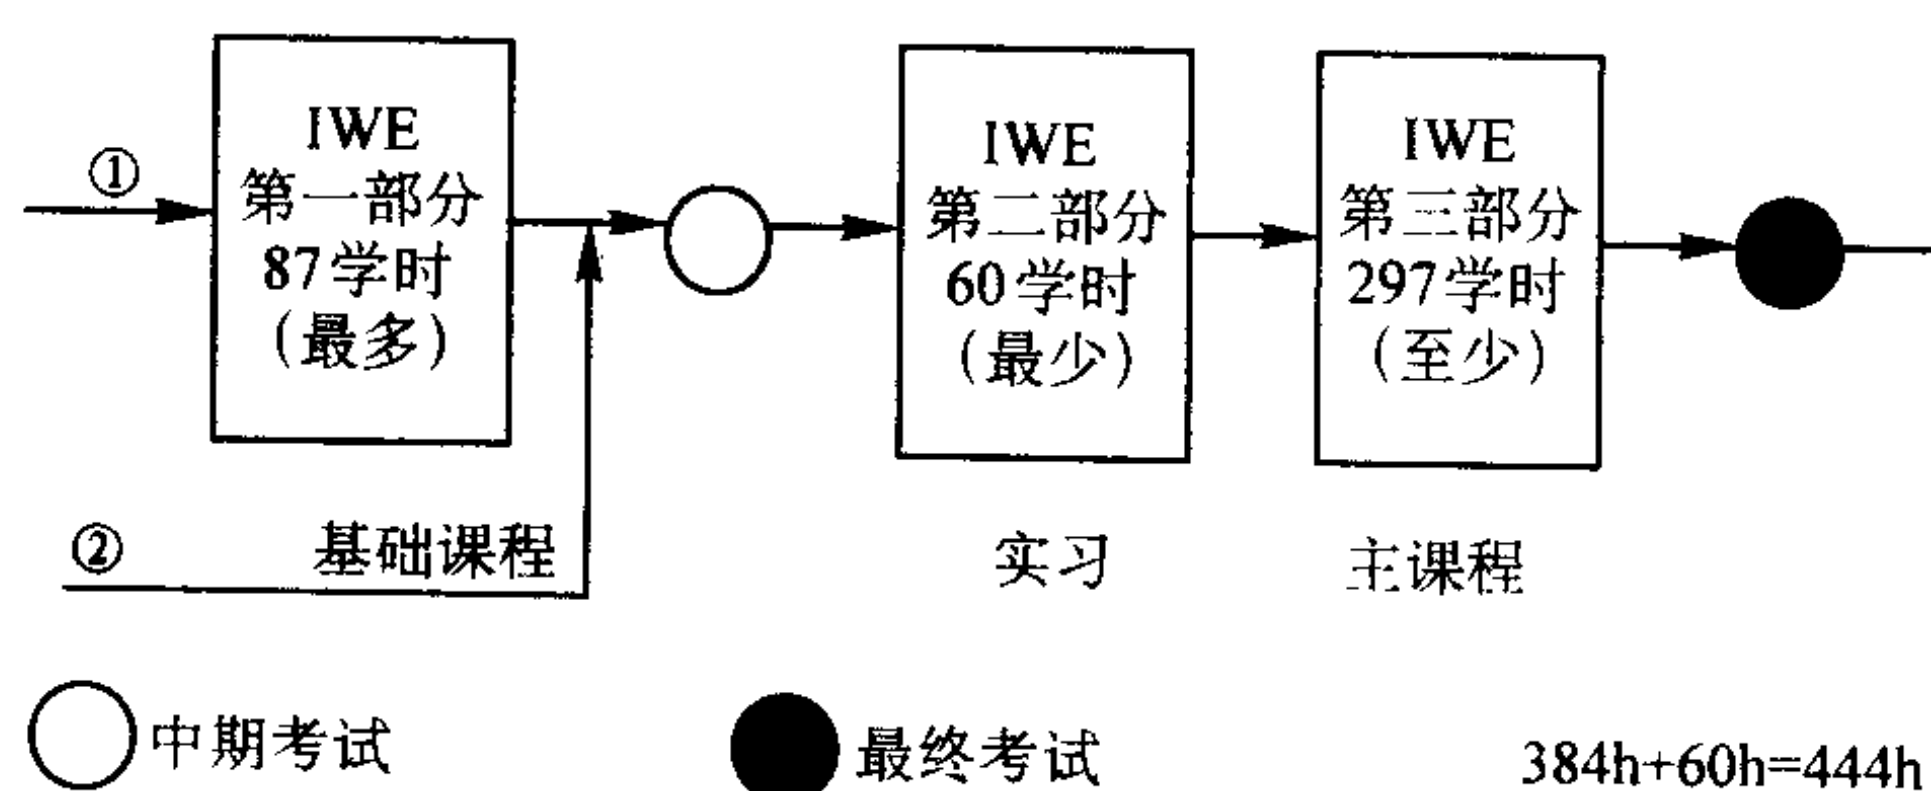 ①
IWE
第一部分
87学时
(最多)
IWE
第二部分
60学时
(最少)
IWE
第三部分
297学时
(至少)
②
基础课程
实习
主课程
中期考试
最终考试
384h+60h=444h